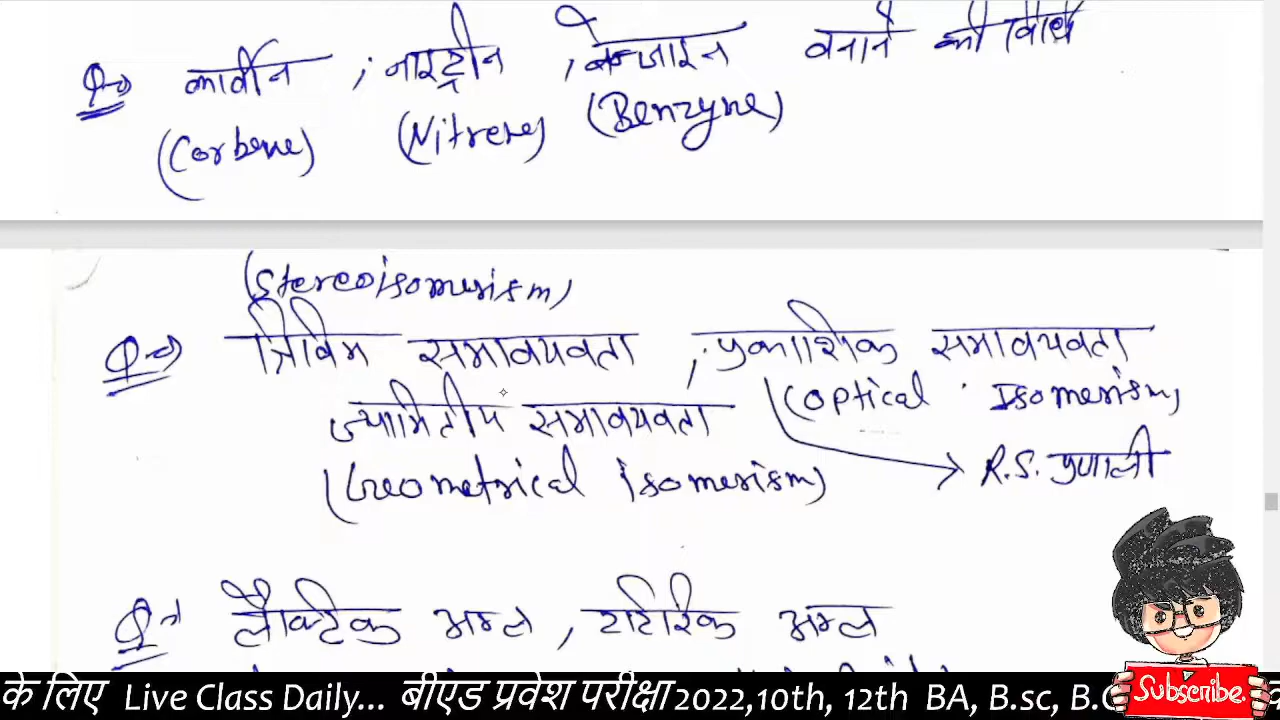 Q→ कार्बीन , नाइट्रीन , बेन्जाइन बनाने की विधि
(Carbene) (Nitrene) (Benzyne)
(Stereoisomerism)
Q→ त्रिविम समावयवता , प्रकाशिक समावयवता
ज्यामितीय समावयवता (optical Isomerism)
(Geometrical isomerism) → R.S. प्रणाली
Q→ लैक्टिक अम्ल , टार्टरिक अम्ल
के लिए Live Class Daily... बीएड प्रवेश परीक्षा 2022,10th, 12th BA, B.sc, B.C
Subscribe